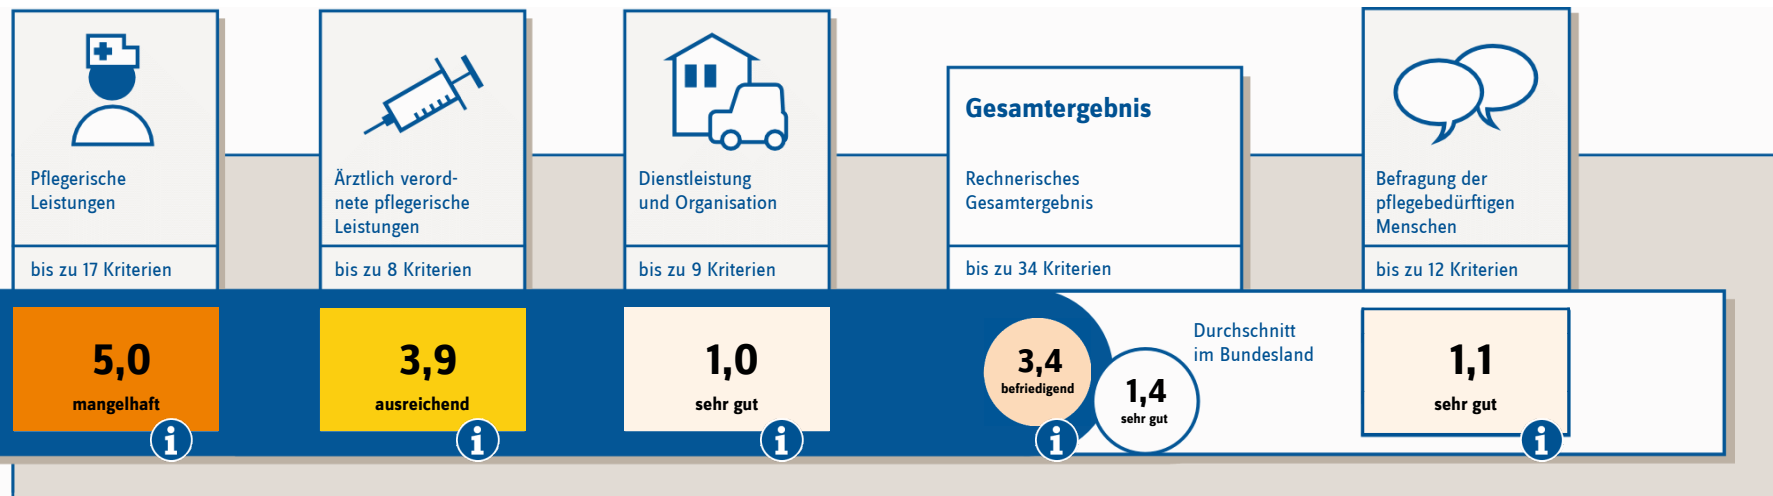 Pflegerische
Leistungen
bis zu 17 Kriterien
5,0
mangelhaft
i
Ärztlich verord-
nete pflegerische
Leistungen
bis zu 8 Kriterien
3,9
ausreichend
i
Dienstleistung
und Organisation
bis zu 9 Kriterien
1,0
sehr gut
i
Gesamtergebnis
Rechnerisches
Gesamtergebnis
bis zu 34 Kriterien
3,4
befriedigend
i
1,4
sehr gut
Durchschnitt
im Bundesland
Befragung der
pflegebedürftigen
Menschen
bis zu 12 Kriterien
1,1
sehr gut
i